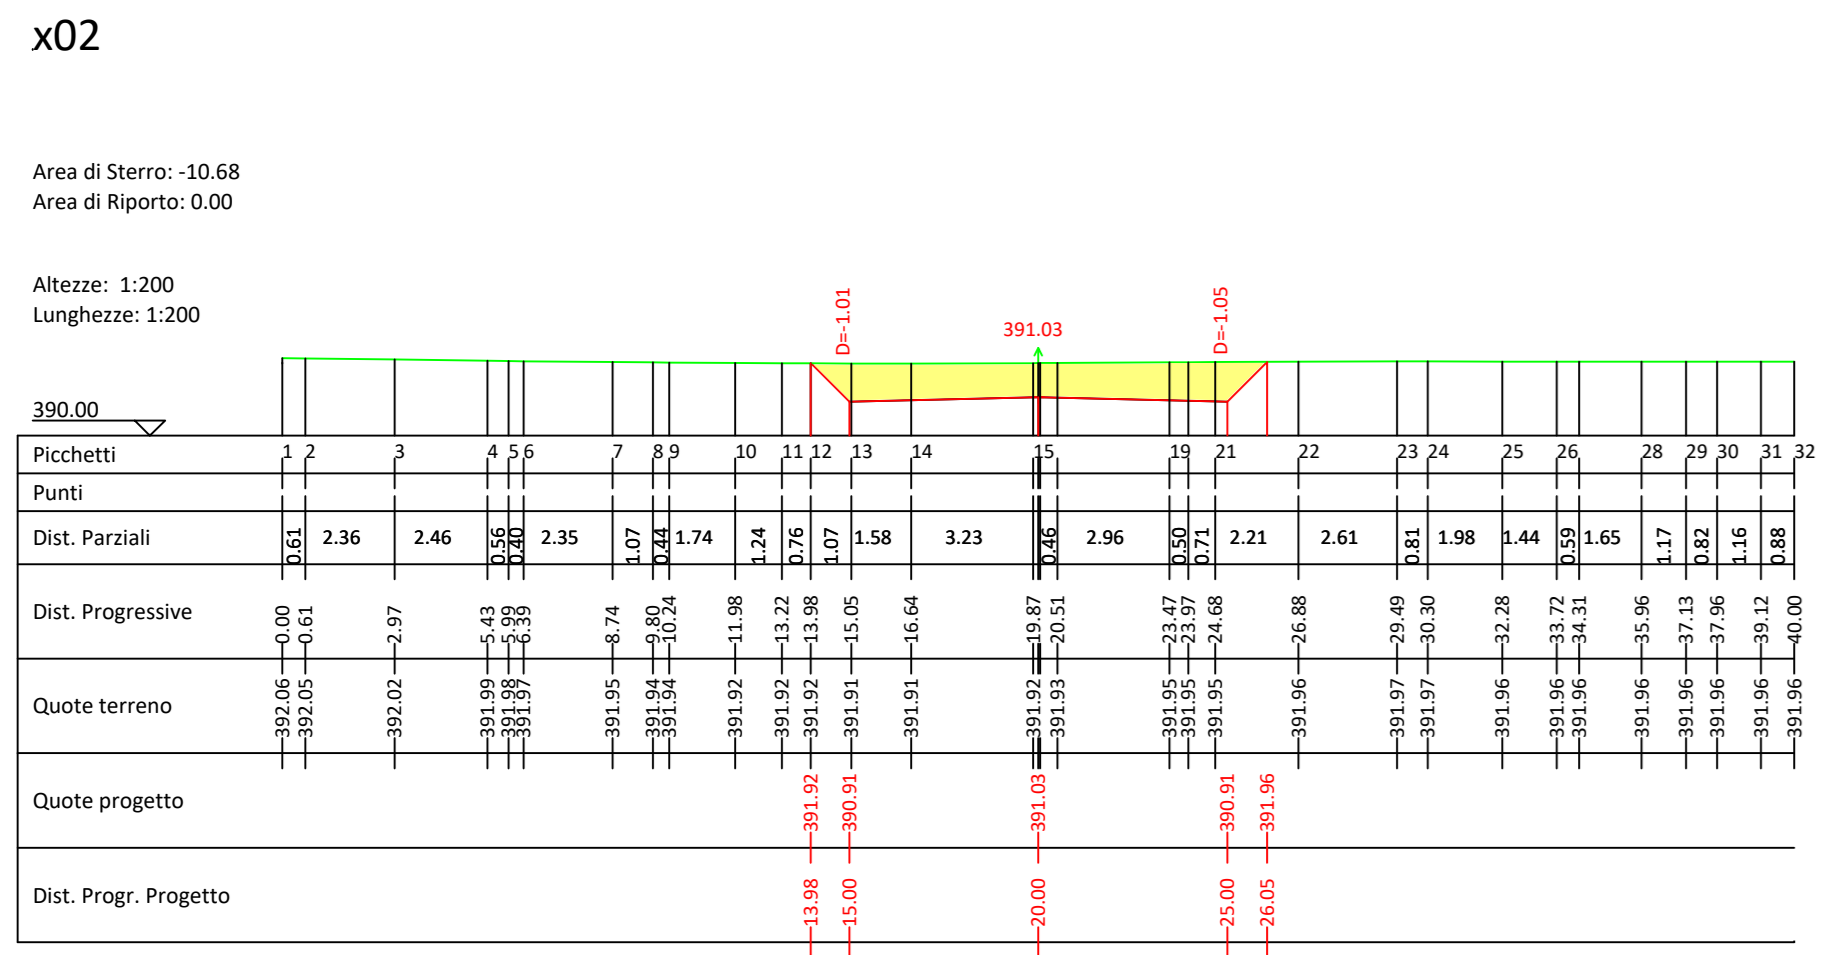 x02
Area di Sterro: -10.68
Area di Riporto: 0.00
Altezze: 1:200
Lunghezze: 1:200
D=-1.01
391.03
D=-1.05
390.00
Picchetti 1 2 3 4 5 6 7 8 9 10 11 12 13 14 15 19 21 22 23 24 25 26 28 29 30 31 32
Punti
Dist. Parziali 0.61 2.36 2.46 0.56 0.40 2.35 1.07 0.44 1.74 1.24 0.76 1.07 1.58 3.23 0.46 2.96 0.50 0.71 2.21 2.61 0.81 1.98 1.44 0.59 1.65 1.17 0.82 1.16 0.88
Dist. Progressive 0.00 0.61 2.97 5.43 5.99 6.39 8.74 9.80 10.24 11.98 13.22 13.98 15.05 16.64 19.87 20.51 23.47 23.97 24.68 26.88 29.49 30.30 32.28 33.72 34.31 35.96 37.13 37.96 39.12 40.00
Quote terreno 392.06 392.05 392.02 391.99 391.98 391.97 391.95 391.94 391.94 391.92 391.92 391.92 391.91 391.91 391.92 391.93 391.95 391.95 391.95 391.96 391.97 391.97 391.96 391.96 391.96 391.96 391.96 391.96 391.96 391.96
Quote progetto 391.92 390.91 391.03 390.91 391.96
Dist. Progr. Progetto 13.98 15.00 20.00 25.00 26.05